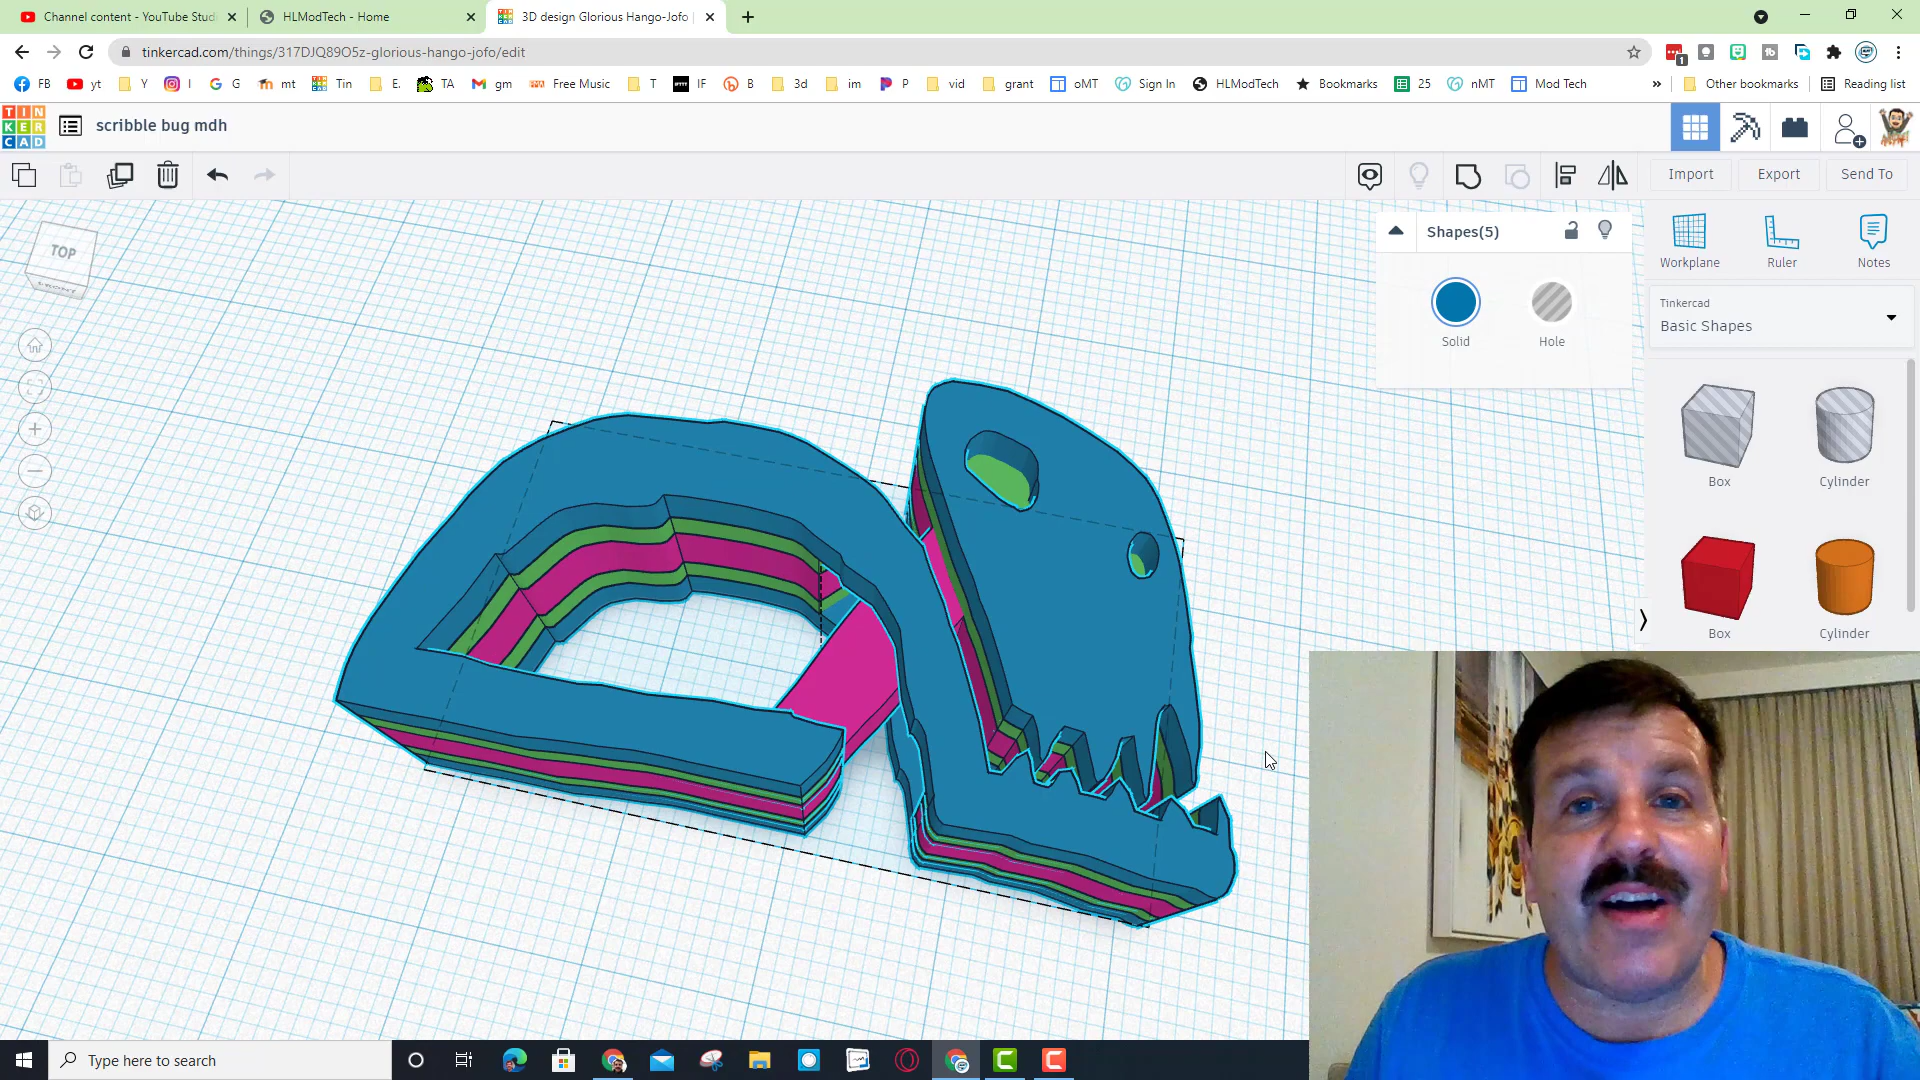 Channel content - YouTube Studi
HLModTech - Home
3D design Glorious Hango-Jofo
tinkercad.com/things/317DJQ89O5z-glorious-hango-jofo/edit
1
FB yt Y I G mt Tin E. TA gm Free Music T IF B 3d im P vid grant oMT Sign In HLModTech Bookmarks 25 nMT Mod Tech » Other bookmarks Reading list
TIN
KER
CAD
scribble bug mdh
Import Export Send To
TOP
FRONT
Shapes(5)
Solid Hole
Workplane Ruler Notes
Tinkercad
Basic Shapes
Box Cylinder
Box Cylinder
Type here to search